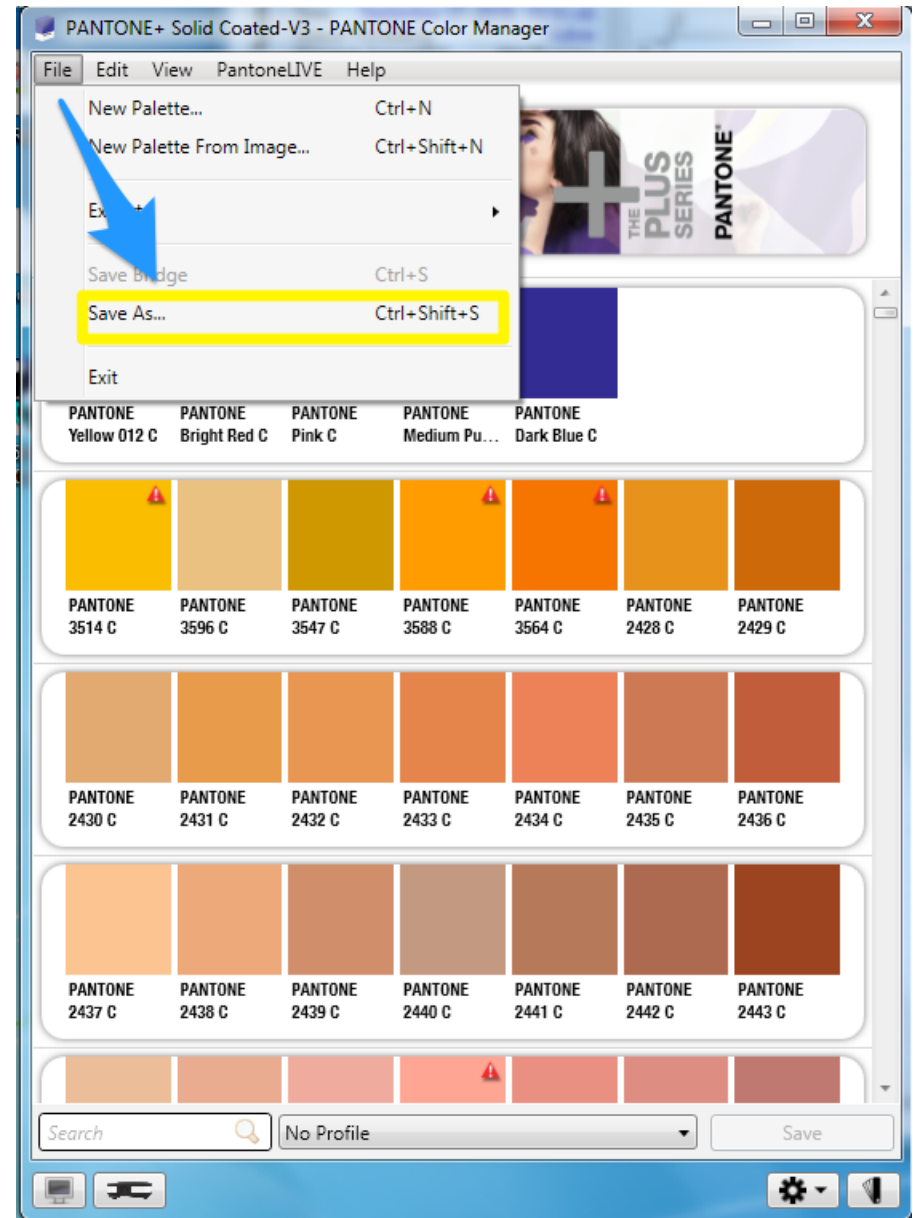 PANTONE+ Solid Coated-V3 - PANTONE Color Manager
File Edit View PantoneLIVE Help
New Palette... Ctrl+N
New Palette From Image... Ctrl+Shift+N
Save Bridge Ctrl+S
Save As... Ctrl+Shift+S
Exit
THE
PLUS
SERIES
PANTONE®
PANTONE PANTONE PANTONE PANTONE PANTONE
Yellow 012 C Bright Red C Pink C Medium Pu... Dark Blue C
PANTONE PANTONE PANTONE PANTONE PANTONE PANTONE PANTONE
3514 C 3596 C 3547 C 3588 C 3564 C 2428 C 2429 C
PANTONE PANTONE PANTONE PANTONE PANTONE PANTONE PANTONE
2430 C 2431 C 2432 C 2433 C 2434 C 2435 C 2436 C
PANTONE PANTONE PANTONE PANTONE PANTONE PANTONE PANTONE
2437 C 2438 C 2439 C 2440 C 2441 C 2442 C 2443 C
Search No Profile Save